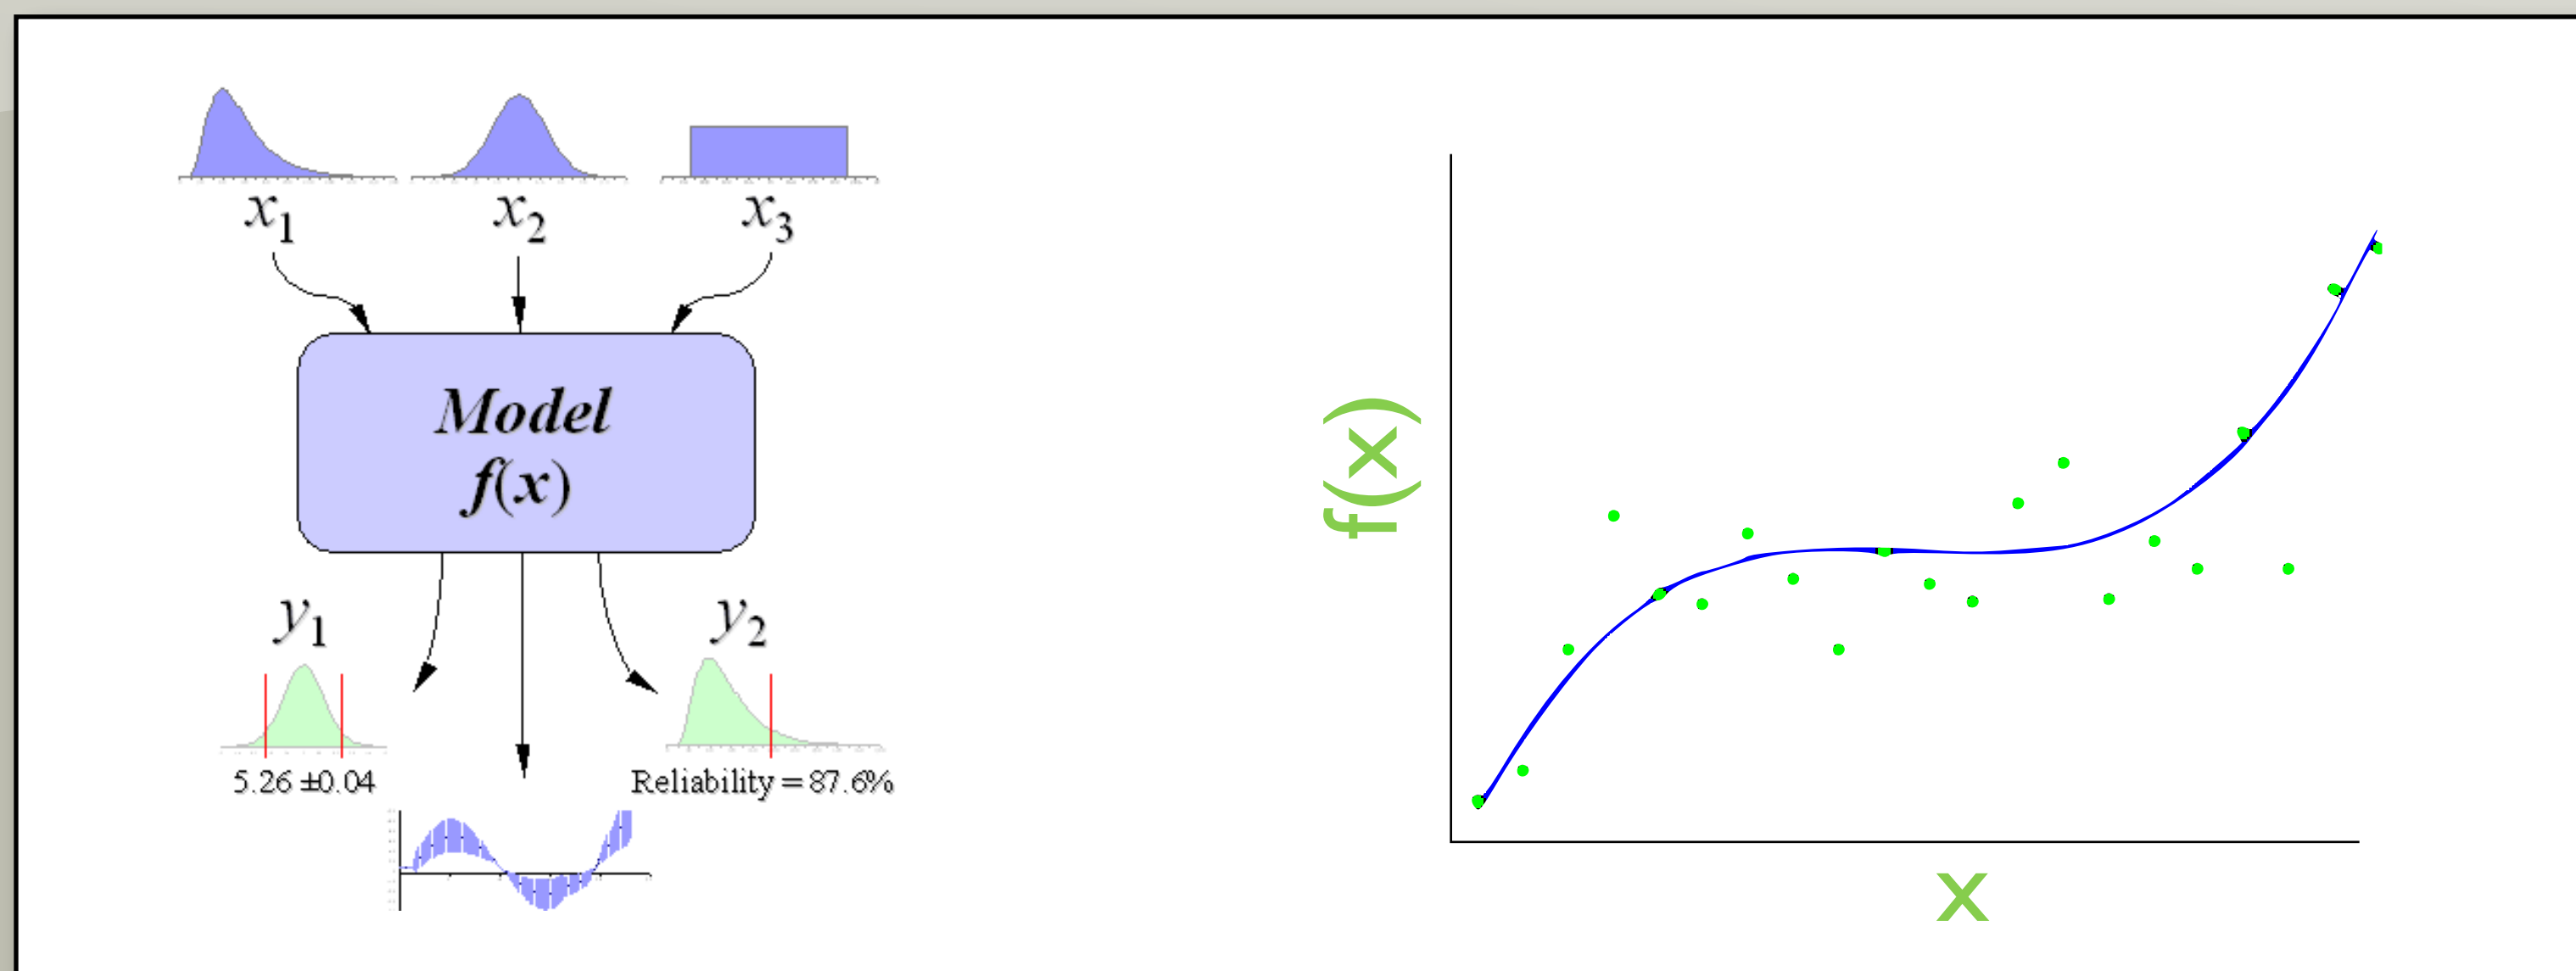 x1 x2 x3
Model
f(x)
y1 y2
5.26 ±0.04 Reliability = 87.6%
f(x)
x